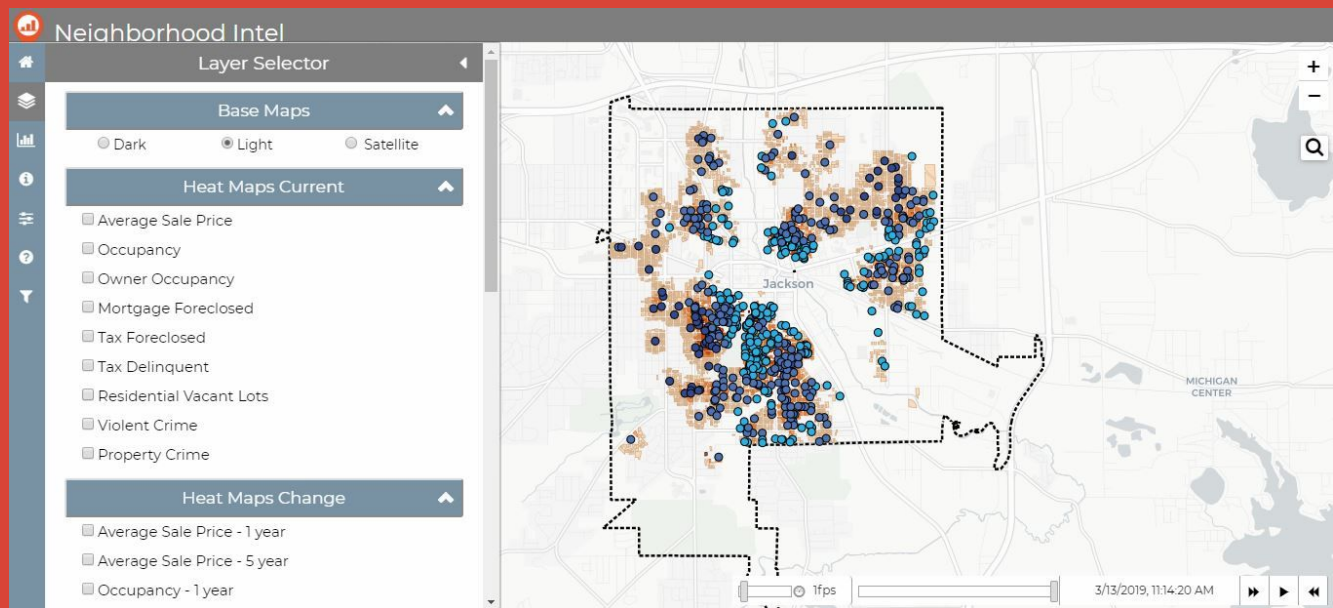 Neighborhood Intel
Layer Selector
Base Maps
Dark Light Satellite
Heat Maps Current
Average Sale Price
Occupancy
Owner Occupancy
Mortgage Foreclosed
Tax Foreclosed
Tax Delinquent
Residential Vacant Lots
Violent Crime
Property Crime
Heat Maps Change
Average Sale Price - 1 year
Average Sale Price - 5 year
Occupancy - 1 year
Jackson
MICHIGAN
CENTER
1fps
3/13/2019, 11:14:20 AM